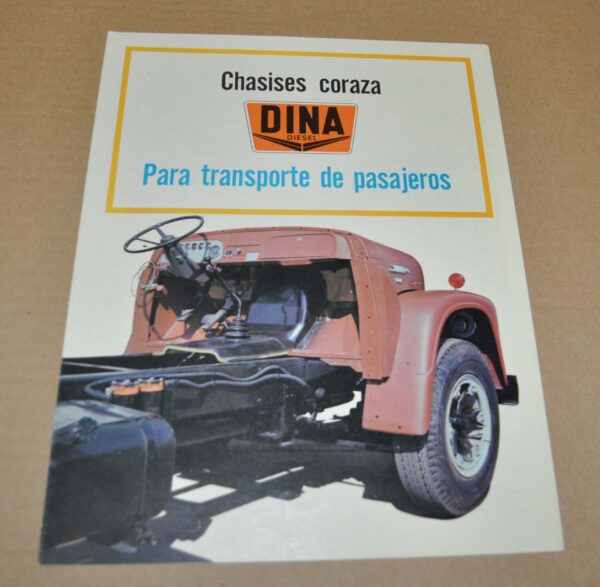 Chasises coraza
DINA
DIESEL
Para transporte de pasajeros